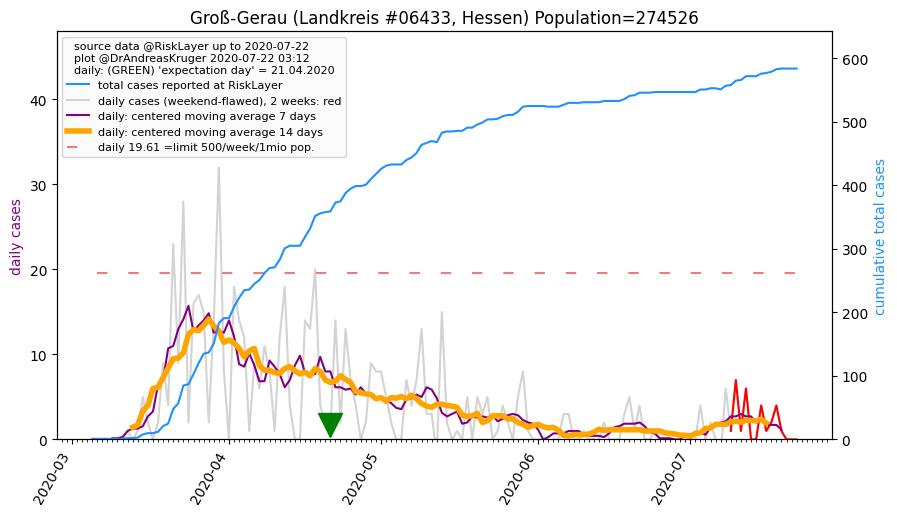 Groß-Gerau (Landkreis #06433, Hessen) Population=274526
source data @RiskLayer up to 2020-07-22
plot @DrAndreasKruger 2020-07-22 03:12
daily: (GREEN) 'expectation day' = 21.04.2020
total cases reported at RiskLayer
daily cases (weekend-flawed), 2 weeks: red
daily: centered moving average 7 days
daily: centered moving average 14 days
daily 19.61 =limit 500/week/1mio pop.
daily cases
40
30
20
10
0
600
500
400
300
200
100
0
cumulative total cases
2020-03
2020-04
2020-05
2020-06
2020-07